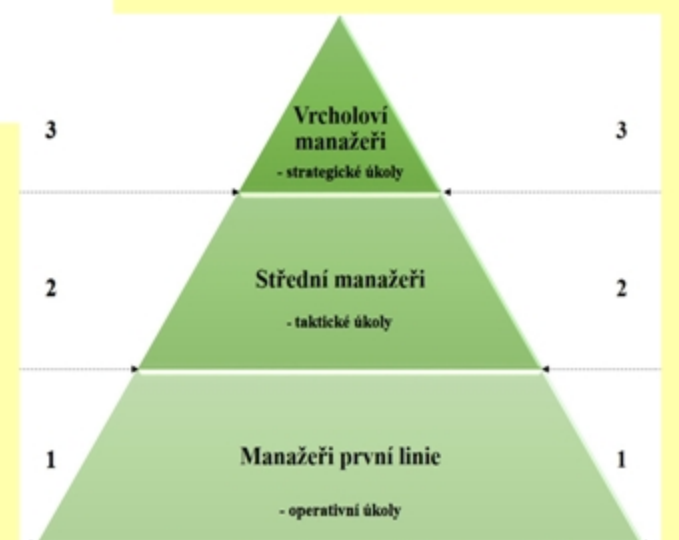 Vrcholoví
3 manažeři 3
- strategické úkoly
Střední manažeři
2 2
- taktické úkoly
Manažeři první linie
1 1
- operativní úkoly